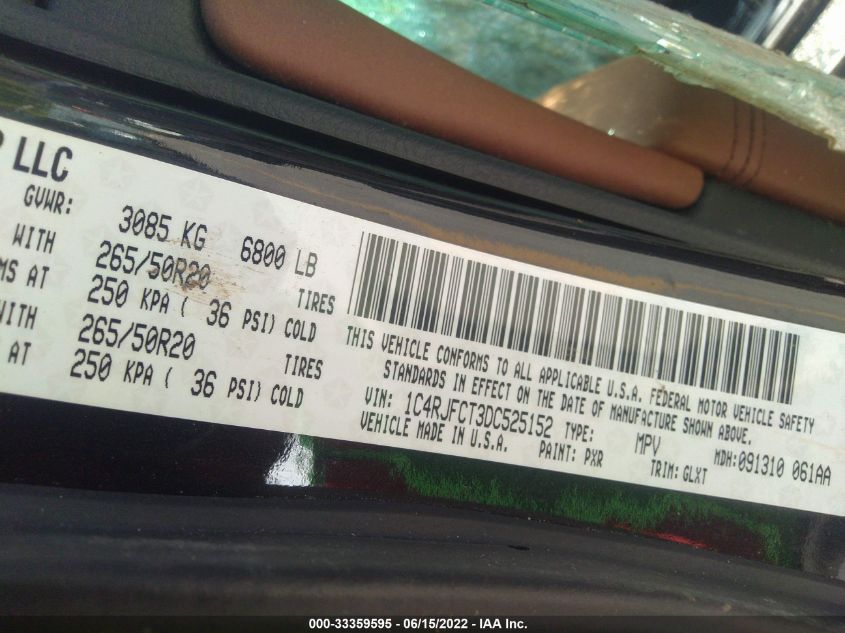 P LLC
GVWR: 3085 KG 6800 LB
WITH 265/50R20 TIRES
MS AT 250 KPA ( 36 PSI) COLD
WITH 265/50R20 TIRES
AT 250 KPA ( 36 PSI) COLD
THIS VEHICLE CONFORMS TO ALL APPLICABLE U.S.A. FEDERAL MOTOR VEHICLE SAFETY
STANDARDS IN EFFECT ON THE DATE OF MANUFACTURE SHOWN ABOVE.
VIN: 1C4RJFCT3DC525152 TYPE: MPV MDH:091310 061AA
VEHICLE MADE IN U.S.A. PAINT: PXR TRIM: GLXT
000-33359595 - 06/15/2022 - IAA Inc.